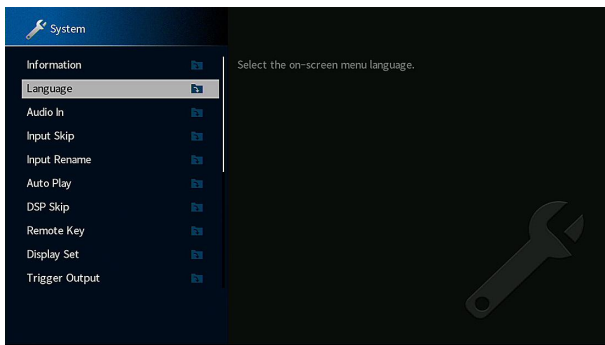 System
Information
Language
Audio In
Input Skip
Input Rename
Auto Play
DSP Skip
Remote Key
Display Set
Trigger Output
Select the on-screen menu language.